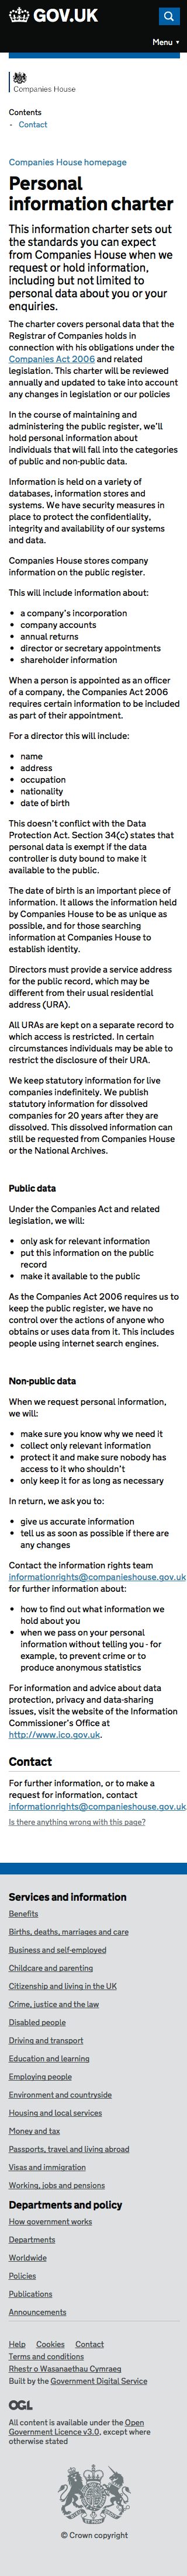 GOV.UK
Menu ▼
Companies House
Contents
- Contact
Companies House homepage
Personal
information charter
This information charter sets out
the standards you can expect
from Companies House when we
request or hold information,
including but not limited to
personal data about you or your
enquiries.
The charter covers personal data that the
Registrar of Companies holds in
connection with his obligations under the
Companies Act 2006 and related
legislation. This charter will be reviewed
annually and updated to take into account
any changes in legislation or our policies
In the course of maintaining and
administering the public register, we’ll
hold personal information about
individuals that will fall into the categories
of public and non-public data.
Information is held on a variety of
databases, information stores and
systems. We have security measures in
place to protect the confidentiality,
integrity and availability of our systems
and data.
Companies House stores company
information on the public register.
This will include information about:
• a company’s incorporation
• company accounts
• annual returns
• director or secretary appointments
• shareholder information
When a person is appointed as an officer
of a company, the Companies Act 2006
requires certain information to be included
as part of their appointment.
For a director this will include:
• name
• address
• occupation
• nationality
• date of birth
This doesn’t conflict with the Data
Protection Act. Section 34(c) states that
personal data is exempt if the data
controller is duty bound to make it
available to the public.
The date of birth is an important piece of
information. It allows the information held
by Companies House to be as unique as
possible, and for those searching
information at Companies House to
establish identity.
Directors must provide a service address
for the public record, which may be
different from their usual residential
address (URA).
All URAs are kept on a separate record to
which access is restricted. In certain
circumstances individuals may be able to
restrict the disclosure of their URA.
We keep statutory information for live
companies indefinitely. We publish
statutory information for dissolved
companies for 20 years after they are
dissolved. This dissolved information can
still be requested from Companies House
or the National Archives.
Public data
Under the Companies Act and related
legislation, we will:
• only ask for relevant information
• put this information on the public
record
• make it available to the public
As the Companies Act 2006 requires us to
keep the public register, we have no
control over the actions of anyone who
obtains or uses data from it. This includes
people using internet search engines.
Non-public data
When we request personal information,
we will:
• make sure you know why we need it
• collect only relevant information
• protect it and make sure nobody has
access to it who shouldn’t
• only keep it for as long as necessary
In return, we ask you to:
• give us accurate information
• tell us as soon as possible if there are
any changes
Contact the information rights team
informationrights@companieshouse.gov.uk
for further information about:
• how to find out what information we
hold about you
• when we pass on your personal
information without telling you - for
example, to prevent crime or to
produce anonymous statistics
For information and advice about data
protection, privacy and data-sharing
issues, visit the website of the Information
Commissioner’s Office at
http://www.ico.gov.uk.
Contact
For further information, or to make a
request for information, contact
informationrights@companieshouse.gov.uk.
Is there anything wrong with this page?
Services and information
Benefits
Births, deaths, marriages and care
Business and self-employed
Childcare and parenting
Citizenship and living in the UK
Crime, justice and the law
Disabled people
Driving and transport
Education and learning
Employing people
Environment and countryside
Housing and local services
Money and tax
Passports, travel and living abroad
Visas and immigration
Working, jobs and pensions
Departments and policy
How government works
Departments
Worldwide
Policies
Publications
Announcements
Help Cookies Contact
Terms and conditions
Rhestr o Wasanaethau Cymraeg
Built by the Government Digital Service
OGL
All content is available under the Open
Government Licence v3.0, except where
otherwise stated
© Crown copyright